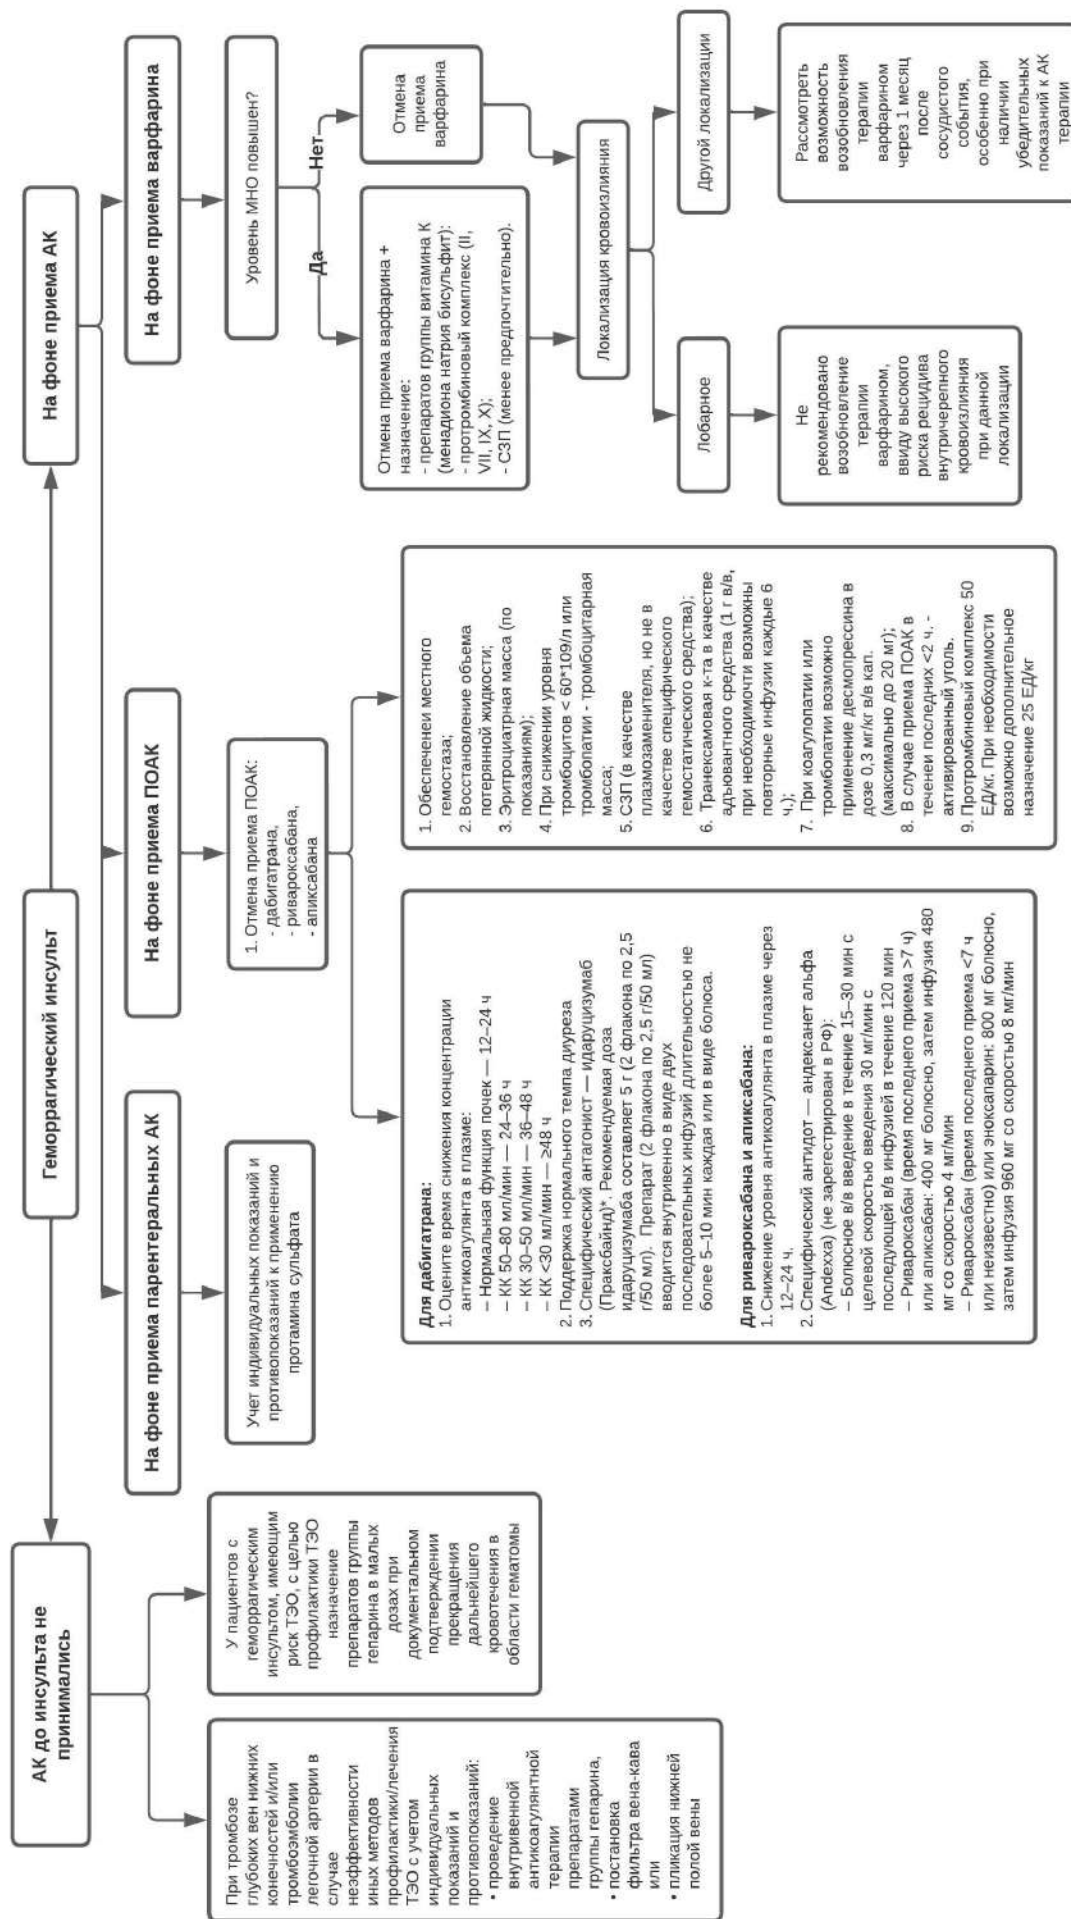 Геморрагический инсульт
АК до инсульта не
принимались
При тромбозе
глубоких вен нижних
конечностей и/или
тромбоэмболии
легочной артерии в
случае
неэффективности
иных методов
профилактики/лечения
ТЭО с учетом
индивидуальных
показаний и
противопоказаний:
• проведение
внутривенной
антикоагулянтной
терапии
препаратами
группы гепарина,
• постановка
фильтра вена-кава
или
• пликация нижней
полой вены
У пациентов с
геморрагическим
инсультом, имеющим
риск ТЭО, с целью
профилактики ТЭО
назначение
препаратов группы
гепарина в малых
дозах при
документальном
подтверждении
прекращения
дальнейшего
кровотечения в
области гематомы
На фоне приема АК
На фоне приема парентеральных АК
Учет индивидуальных показаний и
противопоказаний к применению
протамина сульфата
На фоне приема ПОАК
1. Отмена приема ПОАК:
- дабигатрана,
- ривароксабана,
- апиксабана
Для дабигатрана:
1. Оцените время снижения концентрации
антикоагулянта в плазме:
– Нормальная функция почек — 12–24 ч
– КК 50–80 мл/мин — 24–36 ч
– КК 30–50 мл/мин — 36–48 ч
– КК <30 мл/мин — ≥48 ч
2. Поддержка нормального темпа диуреза
3. Специфический антагонист — идаруцизумаб
(Праксбайнд)*. Рекомендуемая доза
идаруцизумаба составляет 5 г (2 флакона по 2,5
г/50 мл). Препарат (2 флакона по 2,5 г/50 мл)
вводится внутривенно в виде двух
последовательных инфузий длительностью не
более 5–10 мин каждая или в виде болюса.
Для ривароксабана и апиксабана:
1. Снижение уровня антикоагулянта в плазме через
12–24 ч.
2. Специфический антидот — андексанет альфа
(Andexxa) (не зарегестрирован в РФ):
– Болюсное в/в введение в течение 15–30 мин с
целевой скоростью введения 30 мг/мин с
последующей в/в инфузией в течение 120 мин
– Ривароксабан (время последнего приема >7 ч)
или апиксабан: 400 мг болюсно, затем инфузия 480
мг со скоростью 4 мг/мин
– Ривароксабан (время последнего приема <7 ч
или неизвестно) или эноксапарин: 800 мг болюсно,
затем инфузия 960 мг со скоростью 8 мг/мин
1. Обеспеченеи местного
гемостаза;
2. Восстановление объема
потерянной жидкости;
3. Эритроциатрная масса (по
показаниям);
4. При снижении уровня
тромбоцитов < 60*109/л или
тромбопатии - тромбоцитарная
масса;
5. СЗП (в качестве
плазмозаменителя, но не в
качестве специфического
гемостатического средства);
6. Транексамовая к-та в качестве
адъювантного средства (1 г в/в,
при необходимочти возможны
повторные инфузии каждые 6
ч.);
7. При коагулопатии или
тромбопатии возможно
применение десмопрессина в
дозе 0,3 мг/кг в/в кап.
(максимально до 20 мг);
8. В случае приема ПОАК в
теченеи последних <2 ч. -
активированный уголь.
9. Протромбиновый комплекс 50
ЕД/кг. При необходимости
возможно дополнительное
назначение 25 ЕД/кг
На фоне приема варфарина
Уровень МНО повышен?
Да
Нет
Отмена приема варфарина +
назначение:
- препаратов группы витамина К
(менадиона натрия бисульфит):
- протромбиновый комплекс (II,
VII, IX, X);
- СЗП (менее предпочтительно).
Отмена
приема
варфарина
Локализация кровоизлияния
Лобарное
Другой локализации
Не
рекомендовано
возобновление
терапии
варфарином,
ввиду высокого
риска рецидива
внутричерепного
кровоизлияния
при данной
локализации
Рассмотреть
возможность
возобновления
терапии
варфарином
через 1 месяц
после
сосудистого
события,
особенно при
наличии
убедительных
показаний к АК
терапии